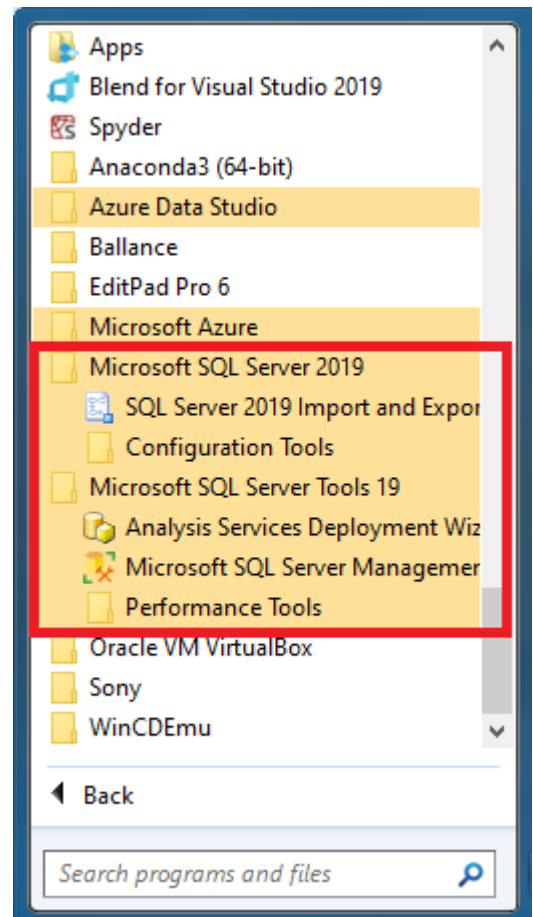 Apps
Blend for Visual Studio 2019
Spyder
Anaconda3 (64-bit)
Azure Data Studio
Ballance
EditPad Pro 6
Microsoft Azure
Microsoft SQL Server 2019
SQL Server 2019 Import and Expor
Configuration Tools
Microsoft SQL Server Tools 19
Analysis Services Deployment Wiz
Microsoft SQL Server Managemer
Performance Tools
Oracle VM VirtualBox
Sony
WinCDEmu
Back
Search programs and files